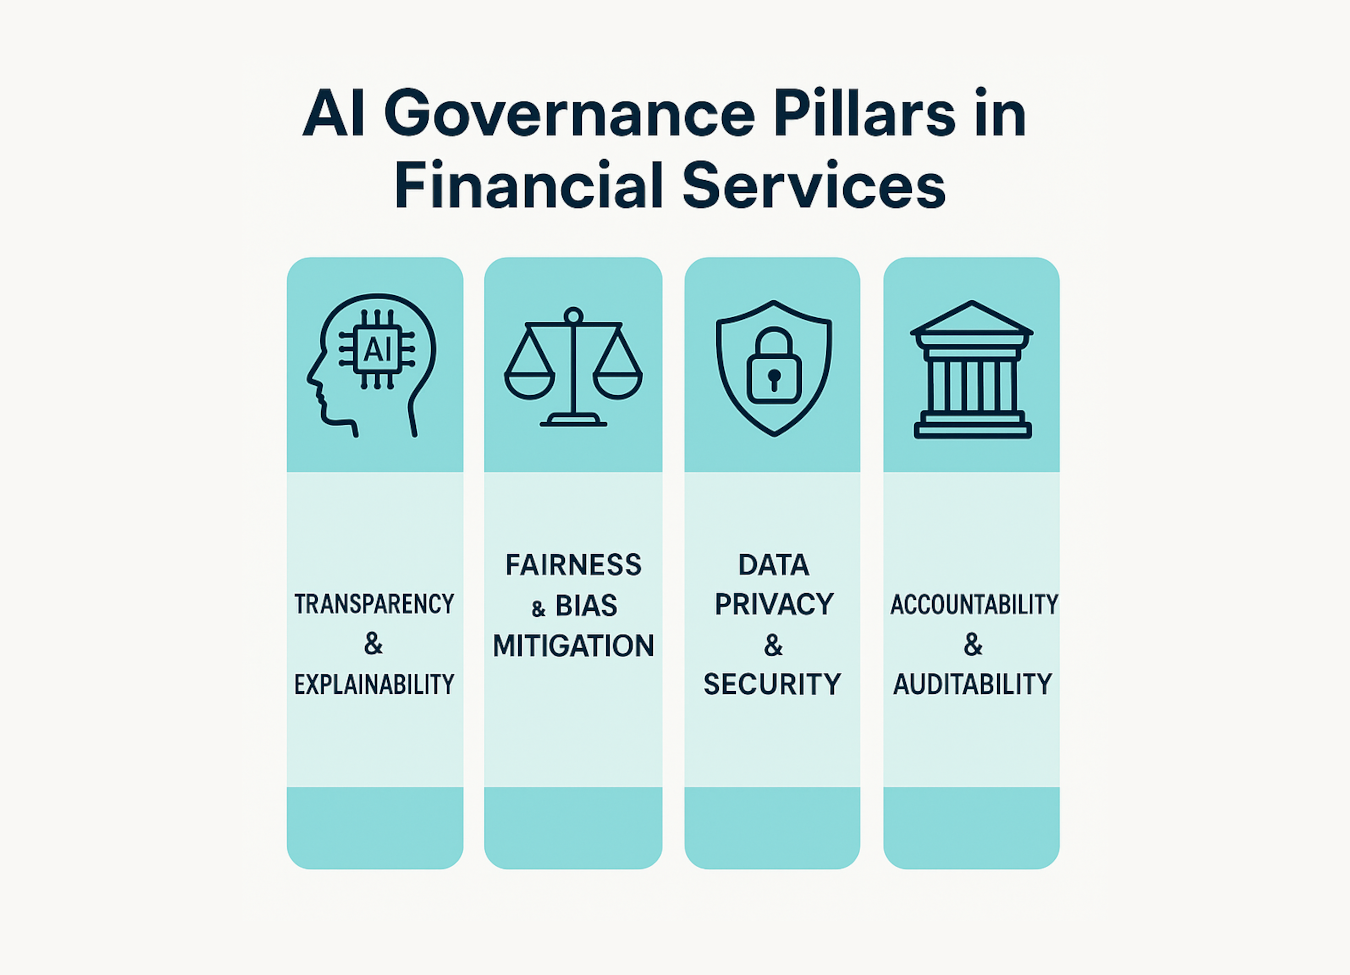 AI Governance Pillars in
Financial Services
AI
TRANSPARENCY
&
EXPLAINABILITY
FAIRNESS
& BIAS
MITIGATION
DATA
PRIVACY
&
SECURITY
ACCOUNTABILITY
&
AUDITABILITY